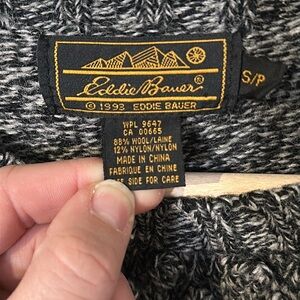 Eddie Bauer®
© 1993 EDDIE BAUER
S/P
WPL 9647
CA 00665
88% WOOL/LAINE
12% NYLON/NYLON
MADE IN CHINA
FABRIQUE EN CHINE
SIDE FOR CARE